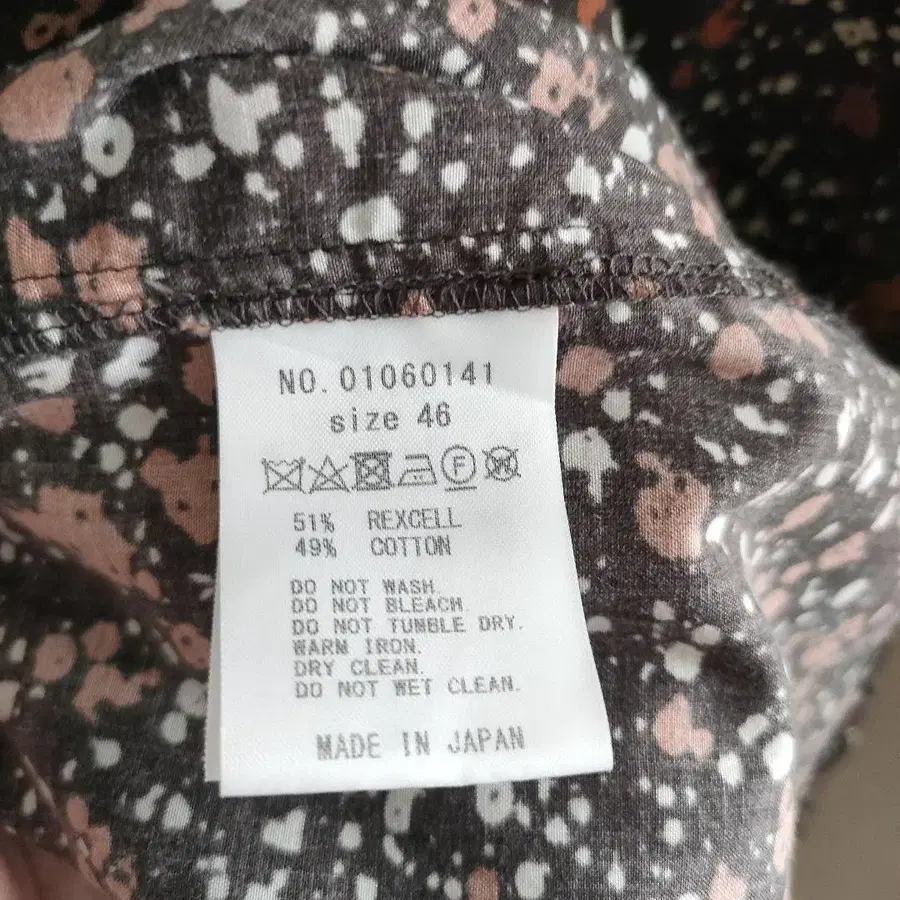 NO. 01060141
size 46
F W
51% REXCELL
49% COTTON
DO NOT WASH.
DO NOT BLEACH
DO NOT TUMBLE DRY.
WARM IRON.
DRY CLEAN.
DO NOT WET CLEAN.
MADE IN JAPAN